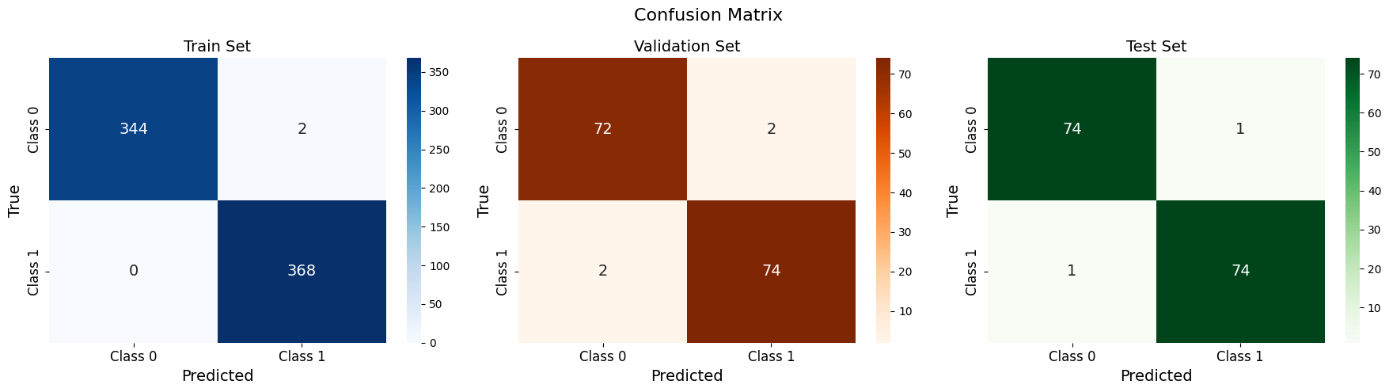 Confusion Matrix
Train Set
Class 0
Class 1
True
344
2
0
368
Class 0
Class 1
Predicted
350
300
250
200
150
100
50
0
Validation Set
Class 0
Class 1
True
72
2
2
74
Class 0
Class 1
Predicted
70
60
50
40
30
20
10
Test Set
Class 0
Class 1
True
74
1
1
74
Class 0
Class 1
Predicted
70
60
50
40
30
20
10